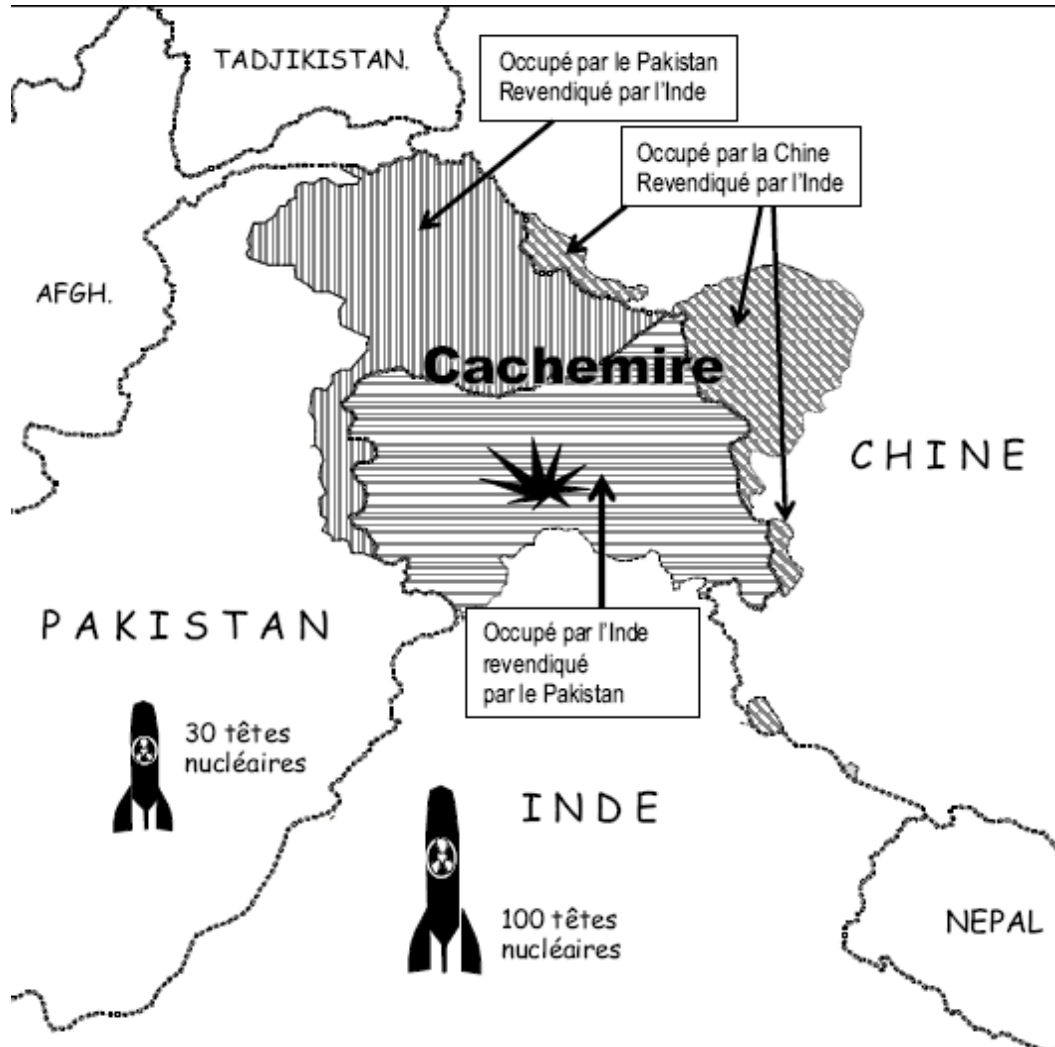 TADJIKISTAN.
Occupé par le Pakistan
Revendiqué par l'Inde
Occupé par la Chine
Revendiqué par l'Inde
AFGH.
Cachemire
CHINE
PAKISTAN
Occupé par l'Inde
revendiqué
par le Pakistan
30 têtes
nucléaires
INDE
100 têtes
nucléaires
NEPAL